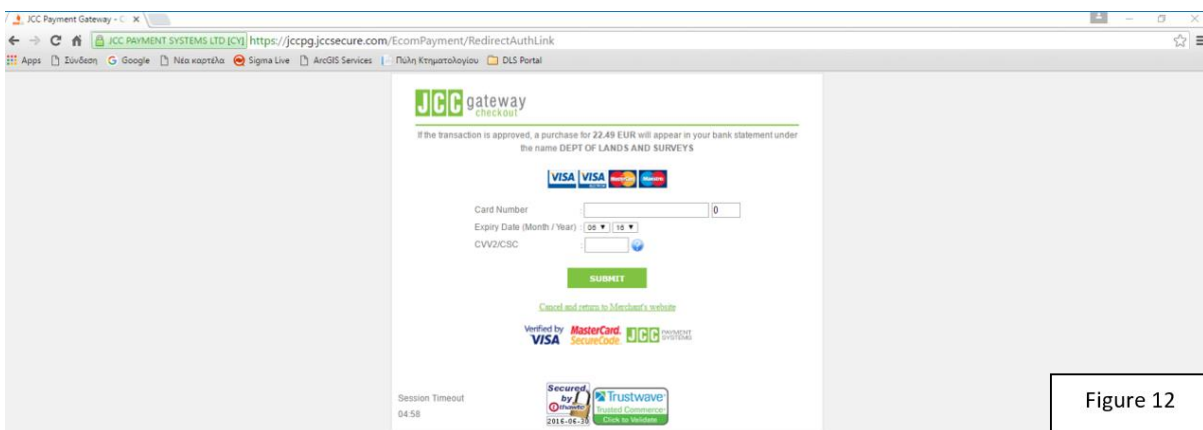 JCC Payment Gateway - C
JCC PAYMENT SYSTEMS LTD [CY] https://jccpg.jccsecure.com/EcomPayment/RedirectAuthLink
Apps Σύνδεση Google Νέα καρτέλα Sigma Live ArcGIS Services Πύλη Κτηματολογίου DLS Portal
JCC gateway
checkout
If the transaction is approved, a purchase for 22.49 EUR will appear in your bank statement under
the name DEPT OF LANDS AND SURVEYS
VISA VISA MasterCard Maestro
Card Number : 0
Expiry Date (Month / Year) : 06 16
CVV2/CSC : ?
SUBMIT
Cancel and return to Merchant's website
Verified by VISA MasterCard. SecureCode. JCC PAYMENT SYSTEMS
Session Timeout
04:58
Secured by thawte 2016-06-30
Trustwave Trusted Commerce Click to Validate
Figure 12